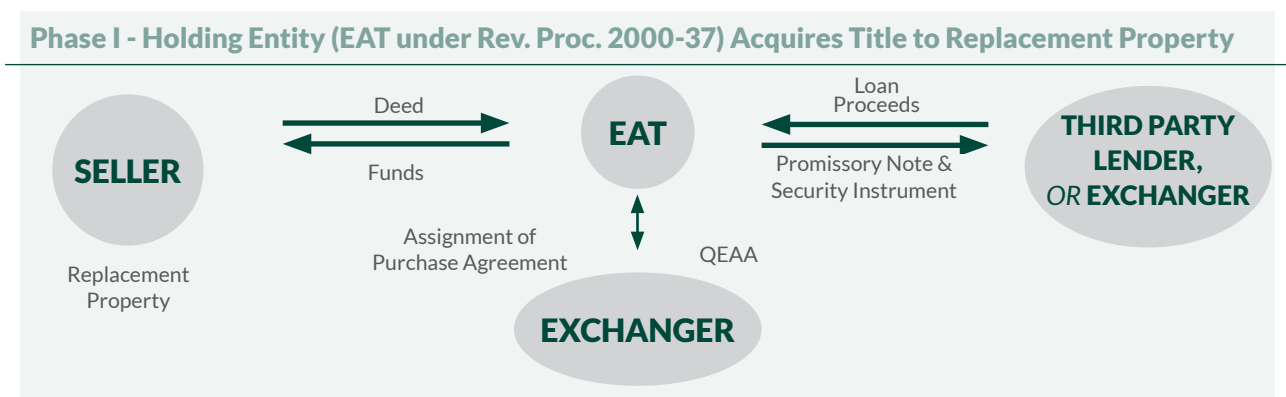 Phase I - Holding Entity (EAT under Rev. Proc. 2000-37) Acquires Title to Replacement Property
SELLER
Replacement
Property
Deed
Funds
EAT
Loan
Proceeds
Promissory Note &
Security Instrument
THIRD PARTY
LENDER,
OR EXCHANGER
Assignment of
Purchase Agreement
QEAA
EXCHANGER